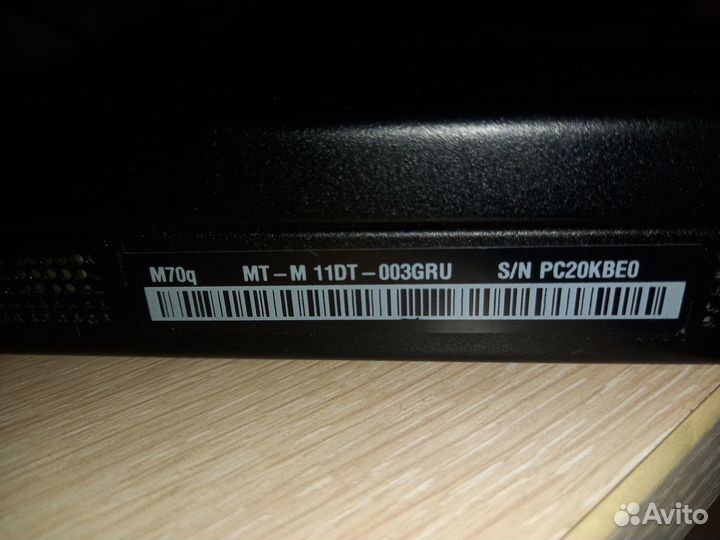 M70q MT-M 11DT-003GRU S/N PC20KBE0
Avito